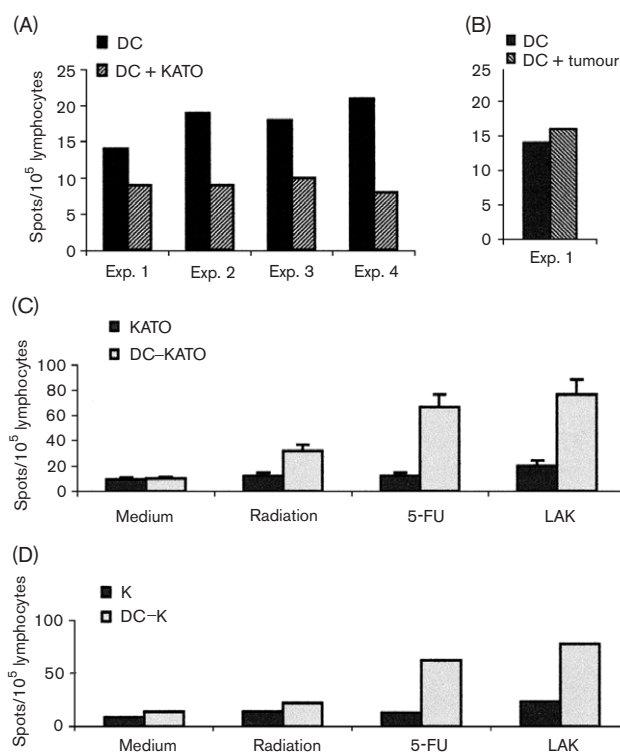 (A)
DC
DC + KATO
Spots/10⁵ lymphocytes
25
20
15
10
5
0
Exp. 1 Exp. 2 Exp. 3 Exp. 4
(B)
DC
DC + tumour
25
20
15
10
5
0
Exp. 1
(C)
KATO
DC–KATO
Spots/10⁵ lymphocytes
100
80
60
40
20
0
Medium Radiation 5-FU LAK
(D)
K
DC–K
Spots/10⁵ lymphocytes
100
50
0
Medium Radiation 5-FU LAK